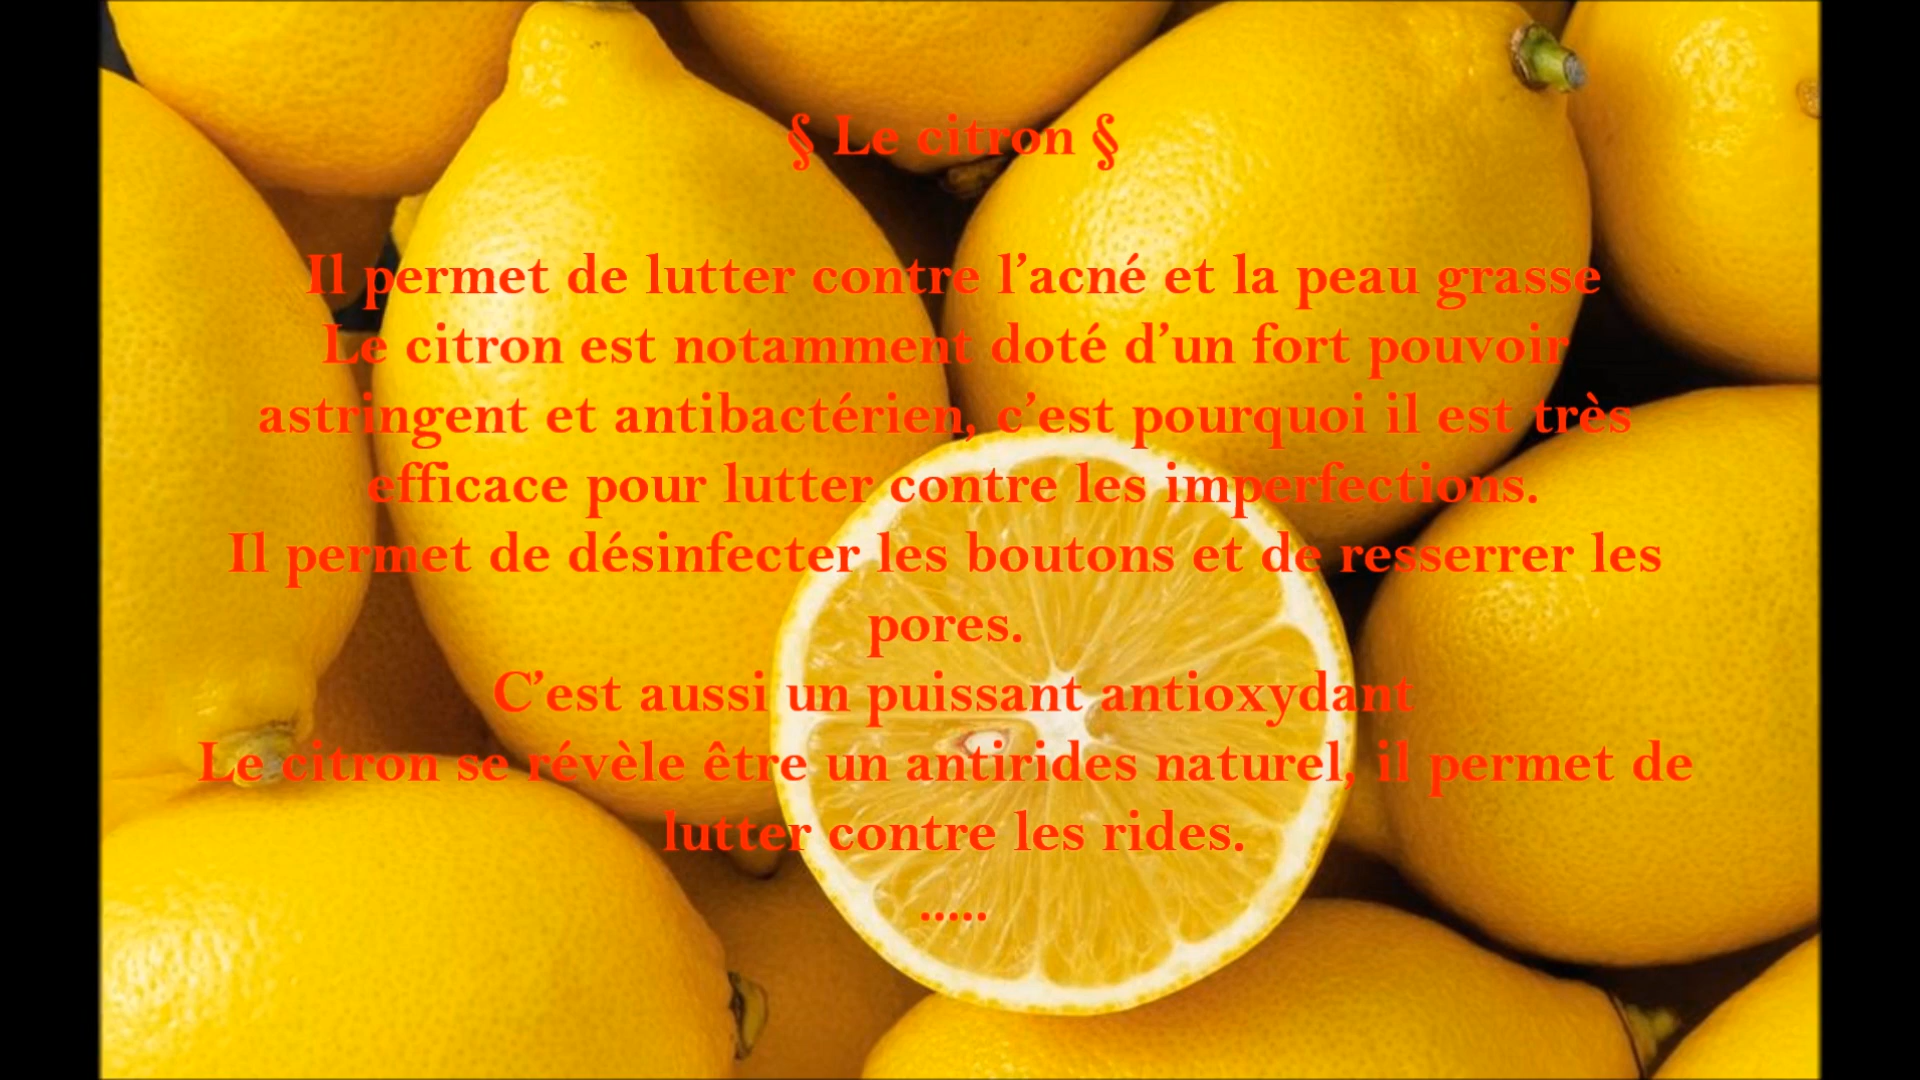 § Le citron §
Il permet de lutter contre l’acné et la peau grasse
Le citron est notamment doté d’un fort pouvoir
astringent et antibactérien, c’est pourquoi il est très
efficace pour lutter contre les imperfections.
Il permet de désinfecter les boutons et de resserrer les
pores.
C’est aussi un puissant antioxydant
Le citron se révèle être un antirides naturel, il permet de
lutter contre les rides.
.....